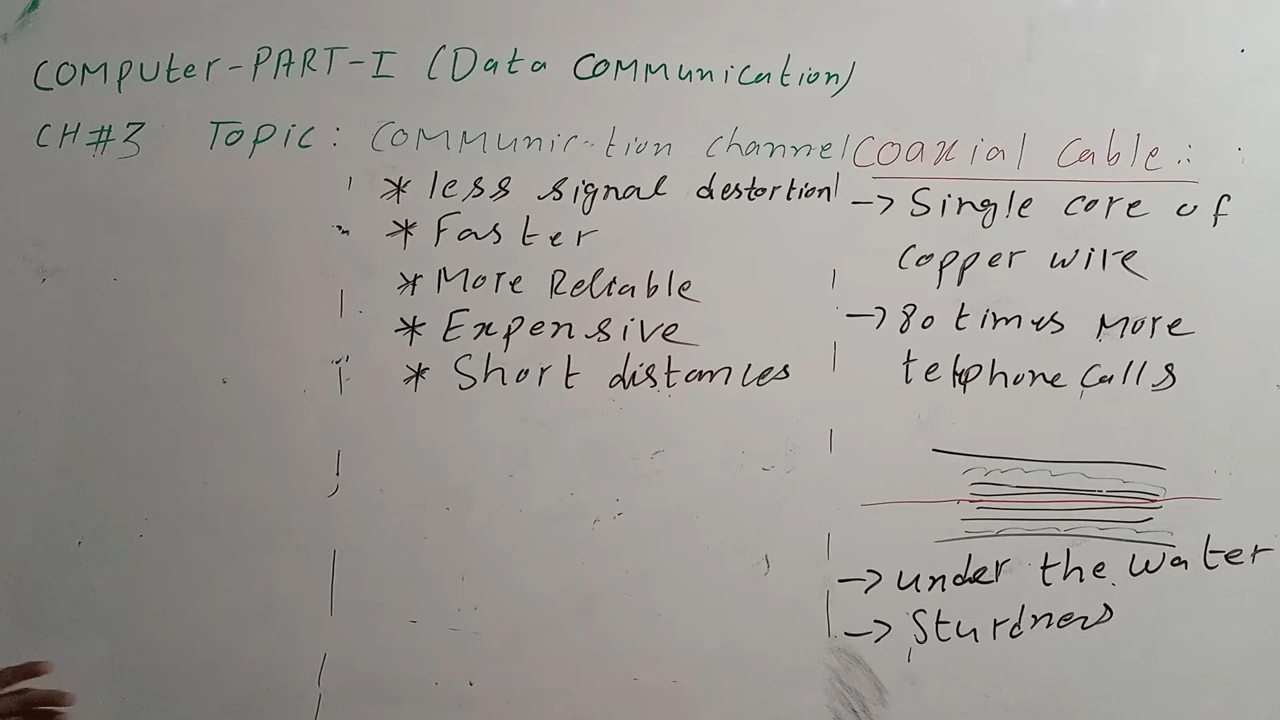 COMPUter-PART-I (Data COMMunication)
CH#3 Topic: COMMunication channel
* less signal destortion
* Faster
* More Reliable
* Expensive
* Short distances
Coaxial Cable:
-> Single core of
Copper wire
-> 80 times More
telephone Calls
-> under the water
-> Sturdness